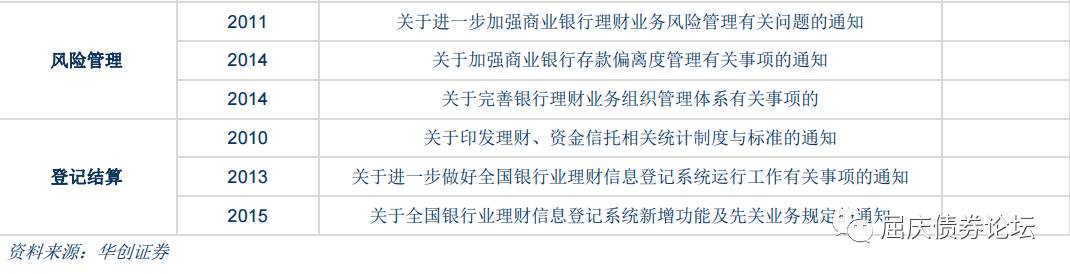 2011 关于进一步加强商业银行理财业务风险管理有关问题的通知
风险管理 2014 关于加强商业银行存款偏离度管理有关事项的通知
2014 关于完善银行理财业务组织管理体系有关事项的
2010 关于印发理财、资金信托相关统计制度与标准的通知
登记结算 2013 关于进一步做好全国银行业理财信息登记系统运行工作有关事项的通知
2015 关于全国银行业理财信息登记系统新增功能及先关业务规定 通知
屈庆债券论坛
资料来源：华创证券